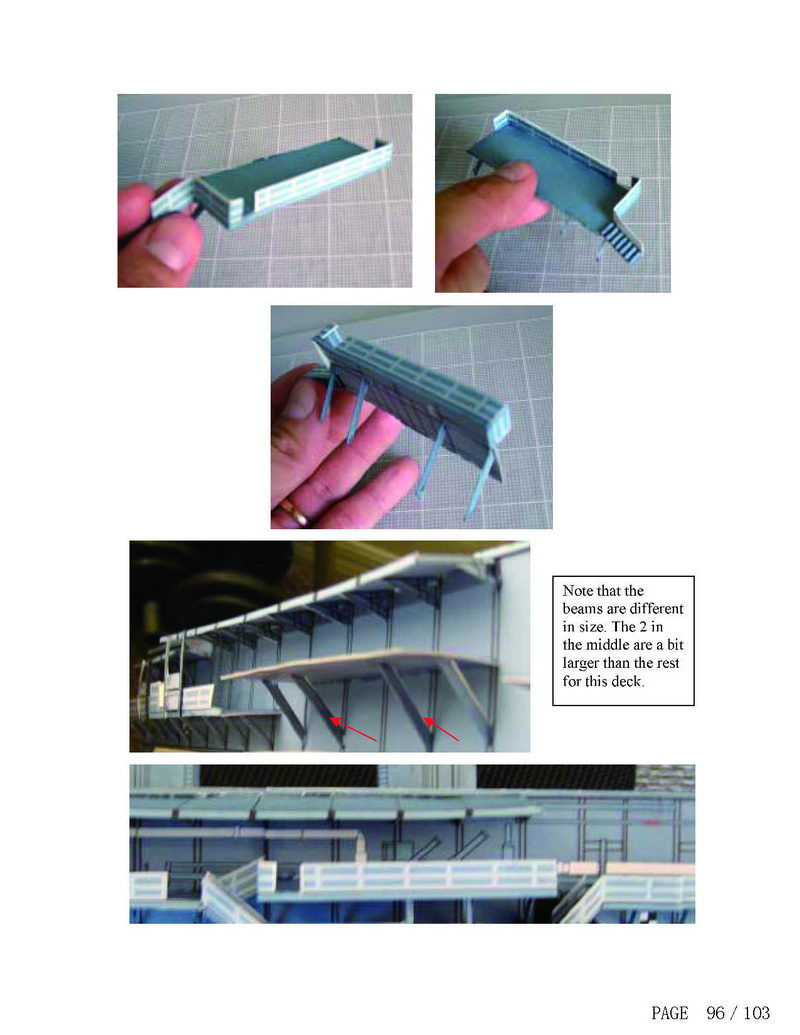 Note that the
beams are different
in size. The 2 in
the middle are a bit
larger than the rest
for this deck.
PAGE 96 / 103